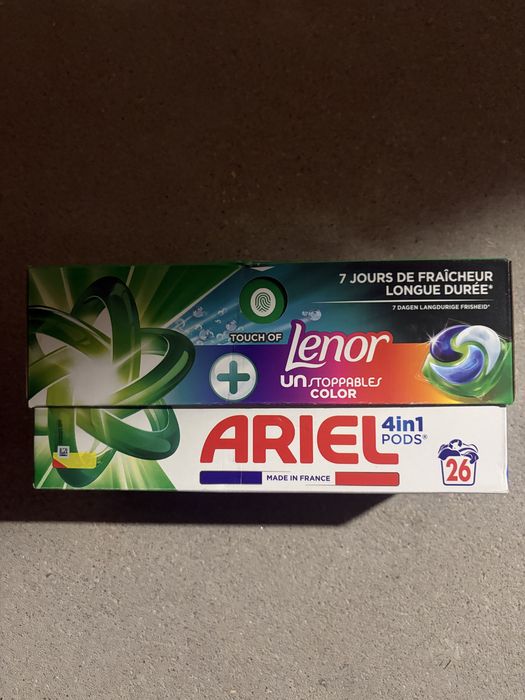 7 JOURS DE FRAÎCHEUR
LONGUE DURÉE*
7 DAGEN LANGDURIGE FRISHEID*
TOUCH OF
Lenor
UNSTOPPABLES
COLOR
ARIEL
4in1
PODS®
MADE IN FRANCE
26